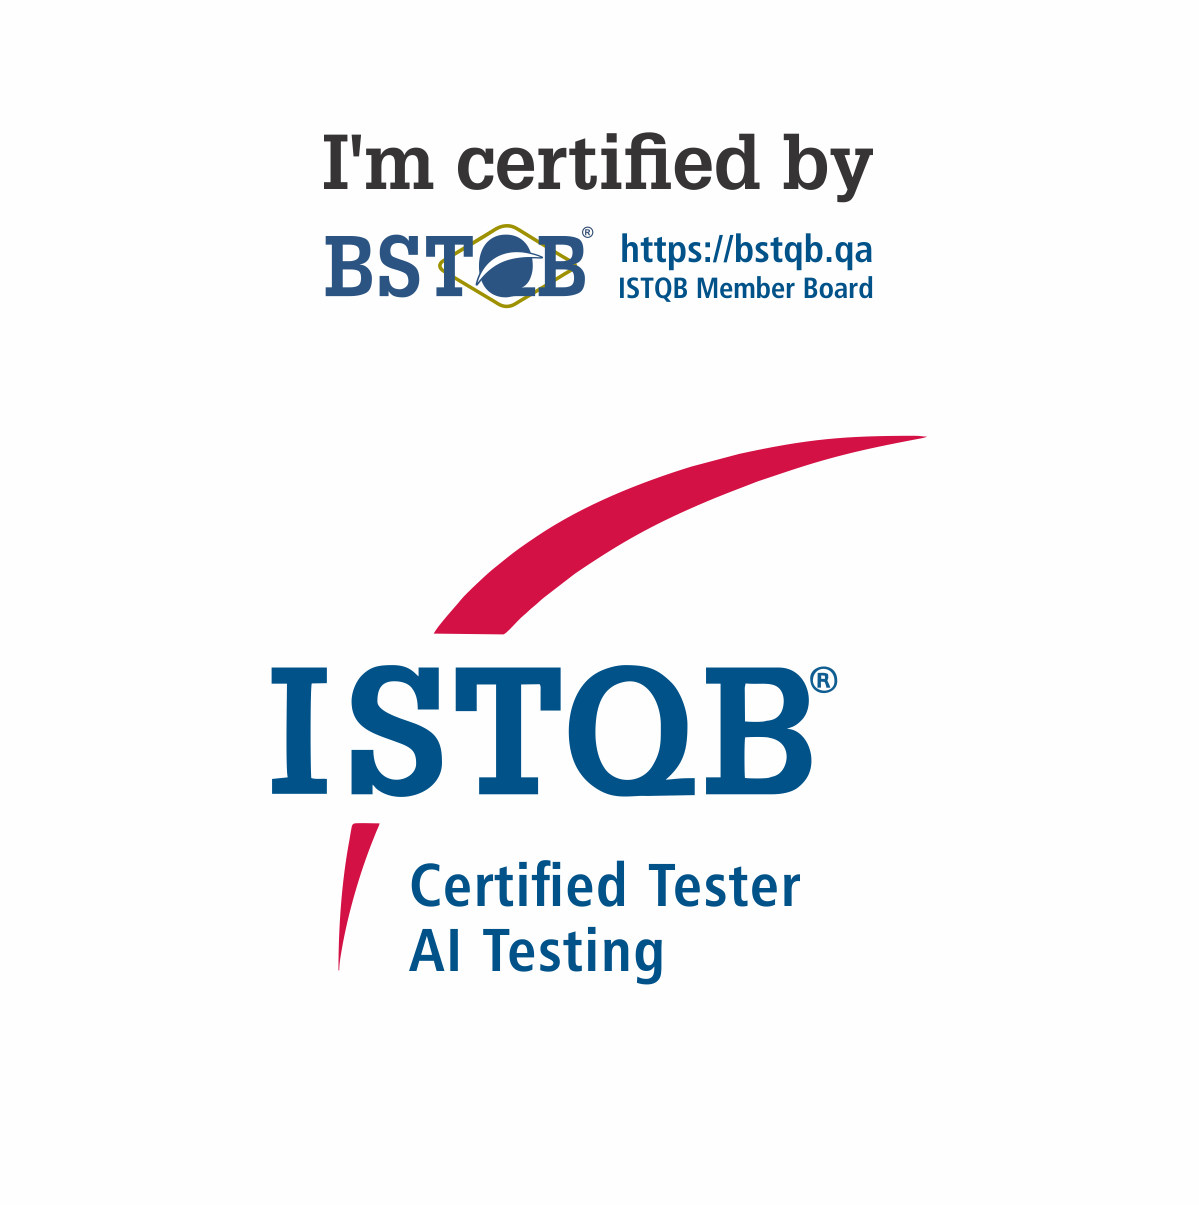 I'm certified by
BSTQB®
https://bstqb.qa
ISTQB Member Board
ISTQB®
Certified Tester
AI Testing